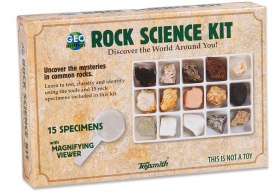 GEO
ROCK SCIENCE KIT
Discover the World Around You!
Uncover the mysteries
in common rocks.
Learn to test, classify and identity
using the tools and 15 rock
specimens included in this kit
15 SPECIMENS
with MAGNIFYING
VIEWER
Toysmith
THIS IS NOT A TOY